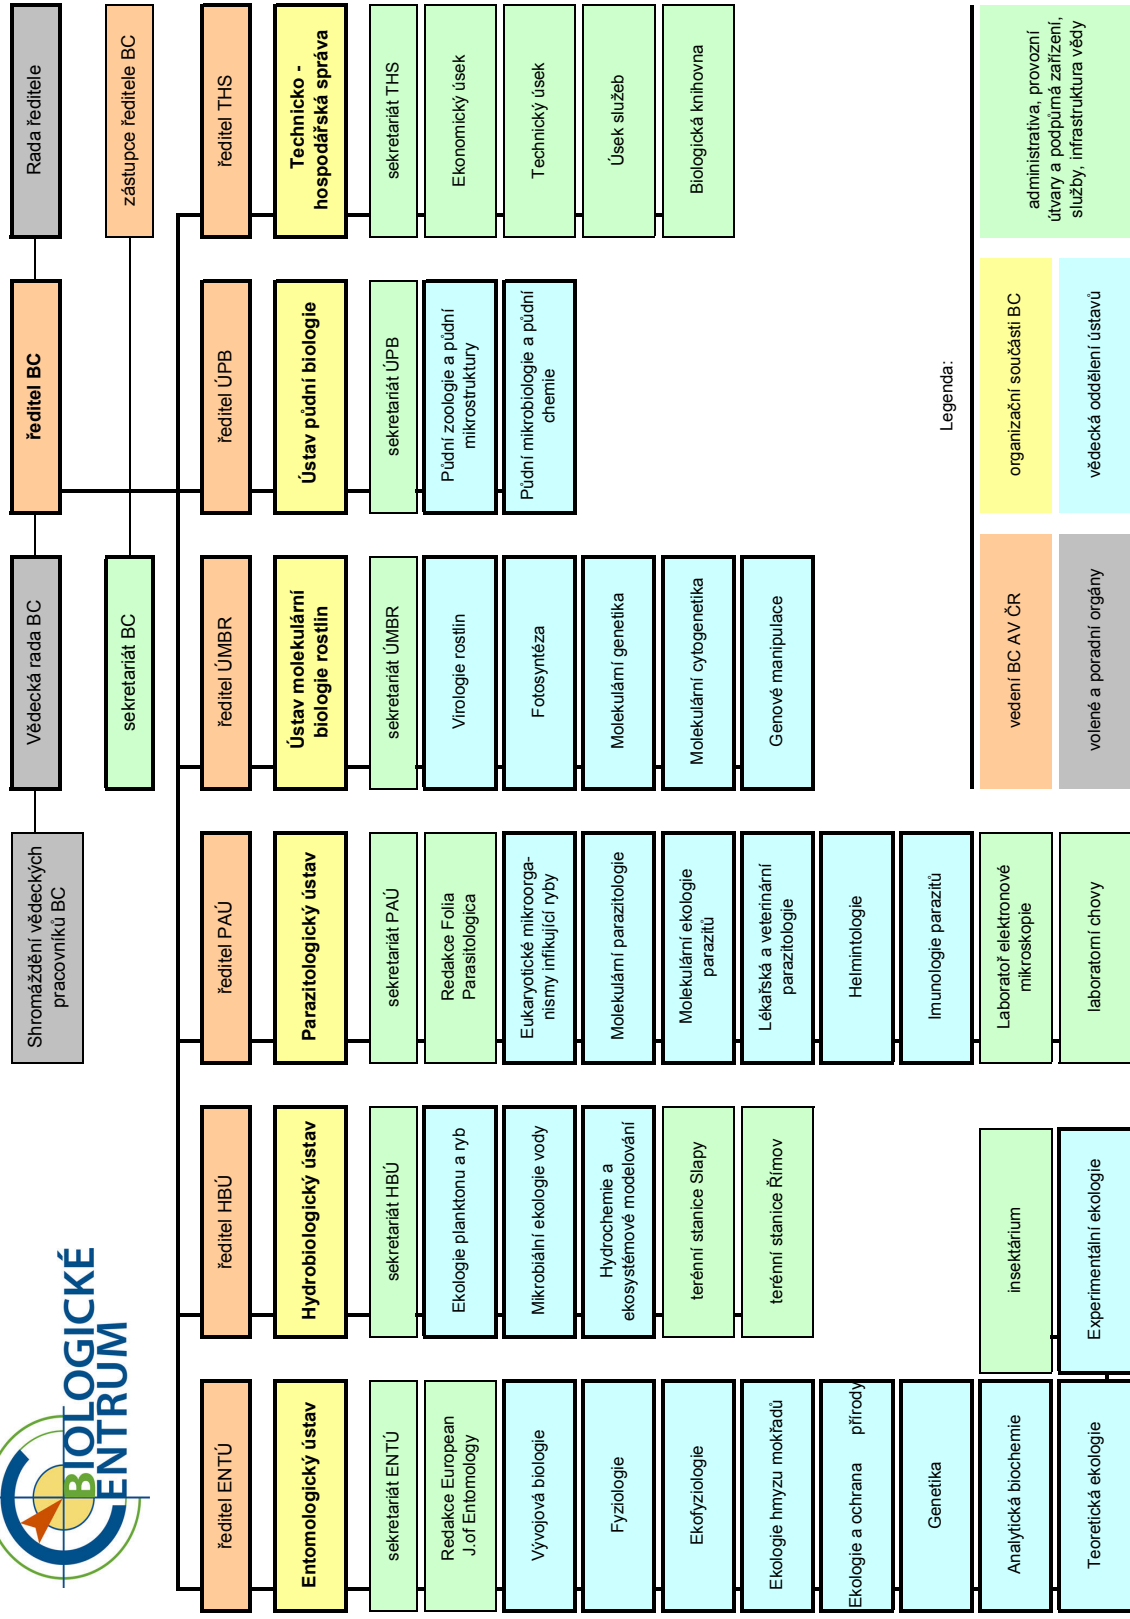 BIOLOGICKÉ
ENTRUM
Shromáždění vědeckých
pracovníků BC
Vědecká rada BC
ředitel BC
Rada ředitele
sekretariát BC
zástupce ředitele BC
ředitel ENTÚ
Entomologický ústav
sekretariát ENTÚ
Redakce European
J.of Entomology
Vývojová biologie
Fyziologie
Ekofyziologie
Ekologie hmyzu mokřadů
Ekologie a ochrana přírody
Genetika
Analytická biochemie
Teoretická ekologie
insektárium
Experimentální ekologie
ředitel HBÚ
Hydrobiologický ústav
sekretariát HBÚ
Ekologie planktonu a ryb
Mikrobiální ekologie vody
Hydrochemie a
ekosystémové modelování
terénní stanice Slapy
terénní stanice Římov
ředitel PAÚ
Parazitologický ústav
sekretariát PAÚ
Redakce Folia
Parasitologica
Eukaryotické mikroorga-
nismy infikující ryby
Molekulární parazitologie
Molekulární ekologie
parazitů
Lékařská a veterinární
parazitologie
Helmintologie
Imunologie parazitů
Laboratoř elektronové
mikroskopie
laboratorní chovy
ředitel ÚMBR
Ústav molekulární
biologie rostlin
sekretariát ÚMBR
Virologie rostlin
Fotosyntéza
Molekulární genetika
Molekulární cytogenetika
Genové manipulace
ředitel ÚPB
Ústav půdní biologie
sekretariát ÚPB
Půdní zoologie a půdní
mikrostruktury
Půdní mikrobiologie a půdní
chemie
ředitel THS
Technicko -
hospodářská správa
sekretariát THS
Ekonomický úsek
Technický úsek
Úsek služeb
Biologická knihovna
Legenda:
vedení BC AV ČR
organizační součásti BC
administrativa, provozní
útvary a podpůrná zařízení,
služby, infrastruktura vědy
volené a poradní orgány
vědecká oddělení ústavů